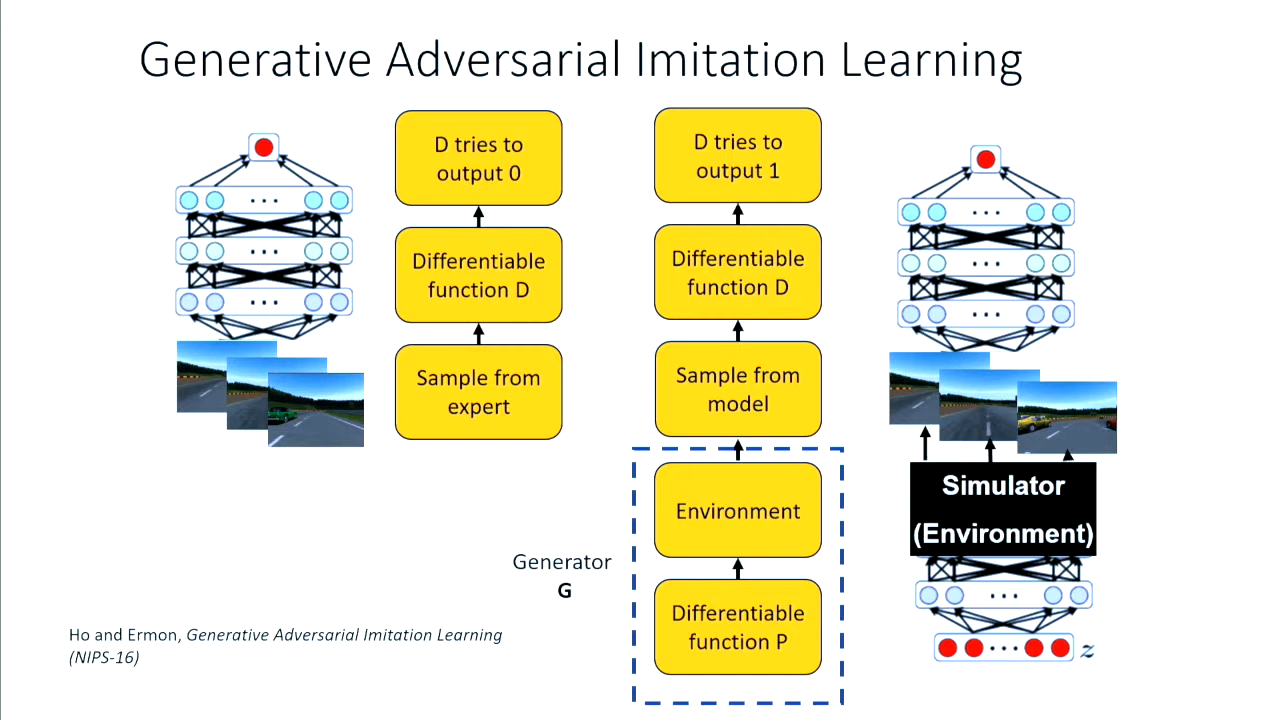 Generative Adversarial Imitation Learning
D tries to
output 0
Differentiable
function D
Sample from
expert
D tries to
output 1
Differentiable
function D
Sample from
model
Environment
Differentiable
function P
Generator
G
Simulator
(Environment)
z
Ho and Ermon, Generative Adversarial Imitation Learning
(NIPS-16)